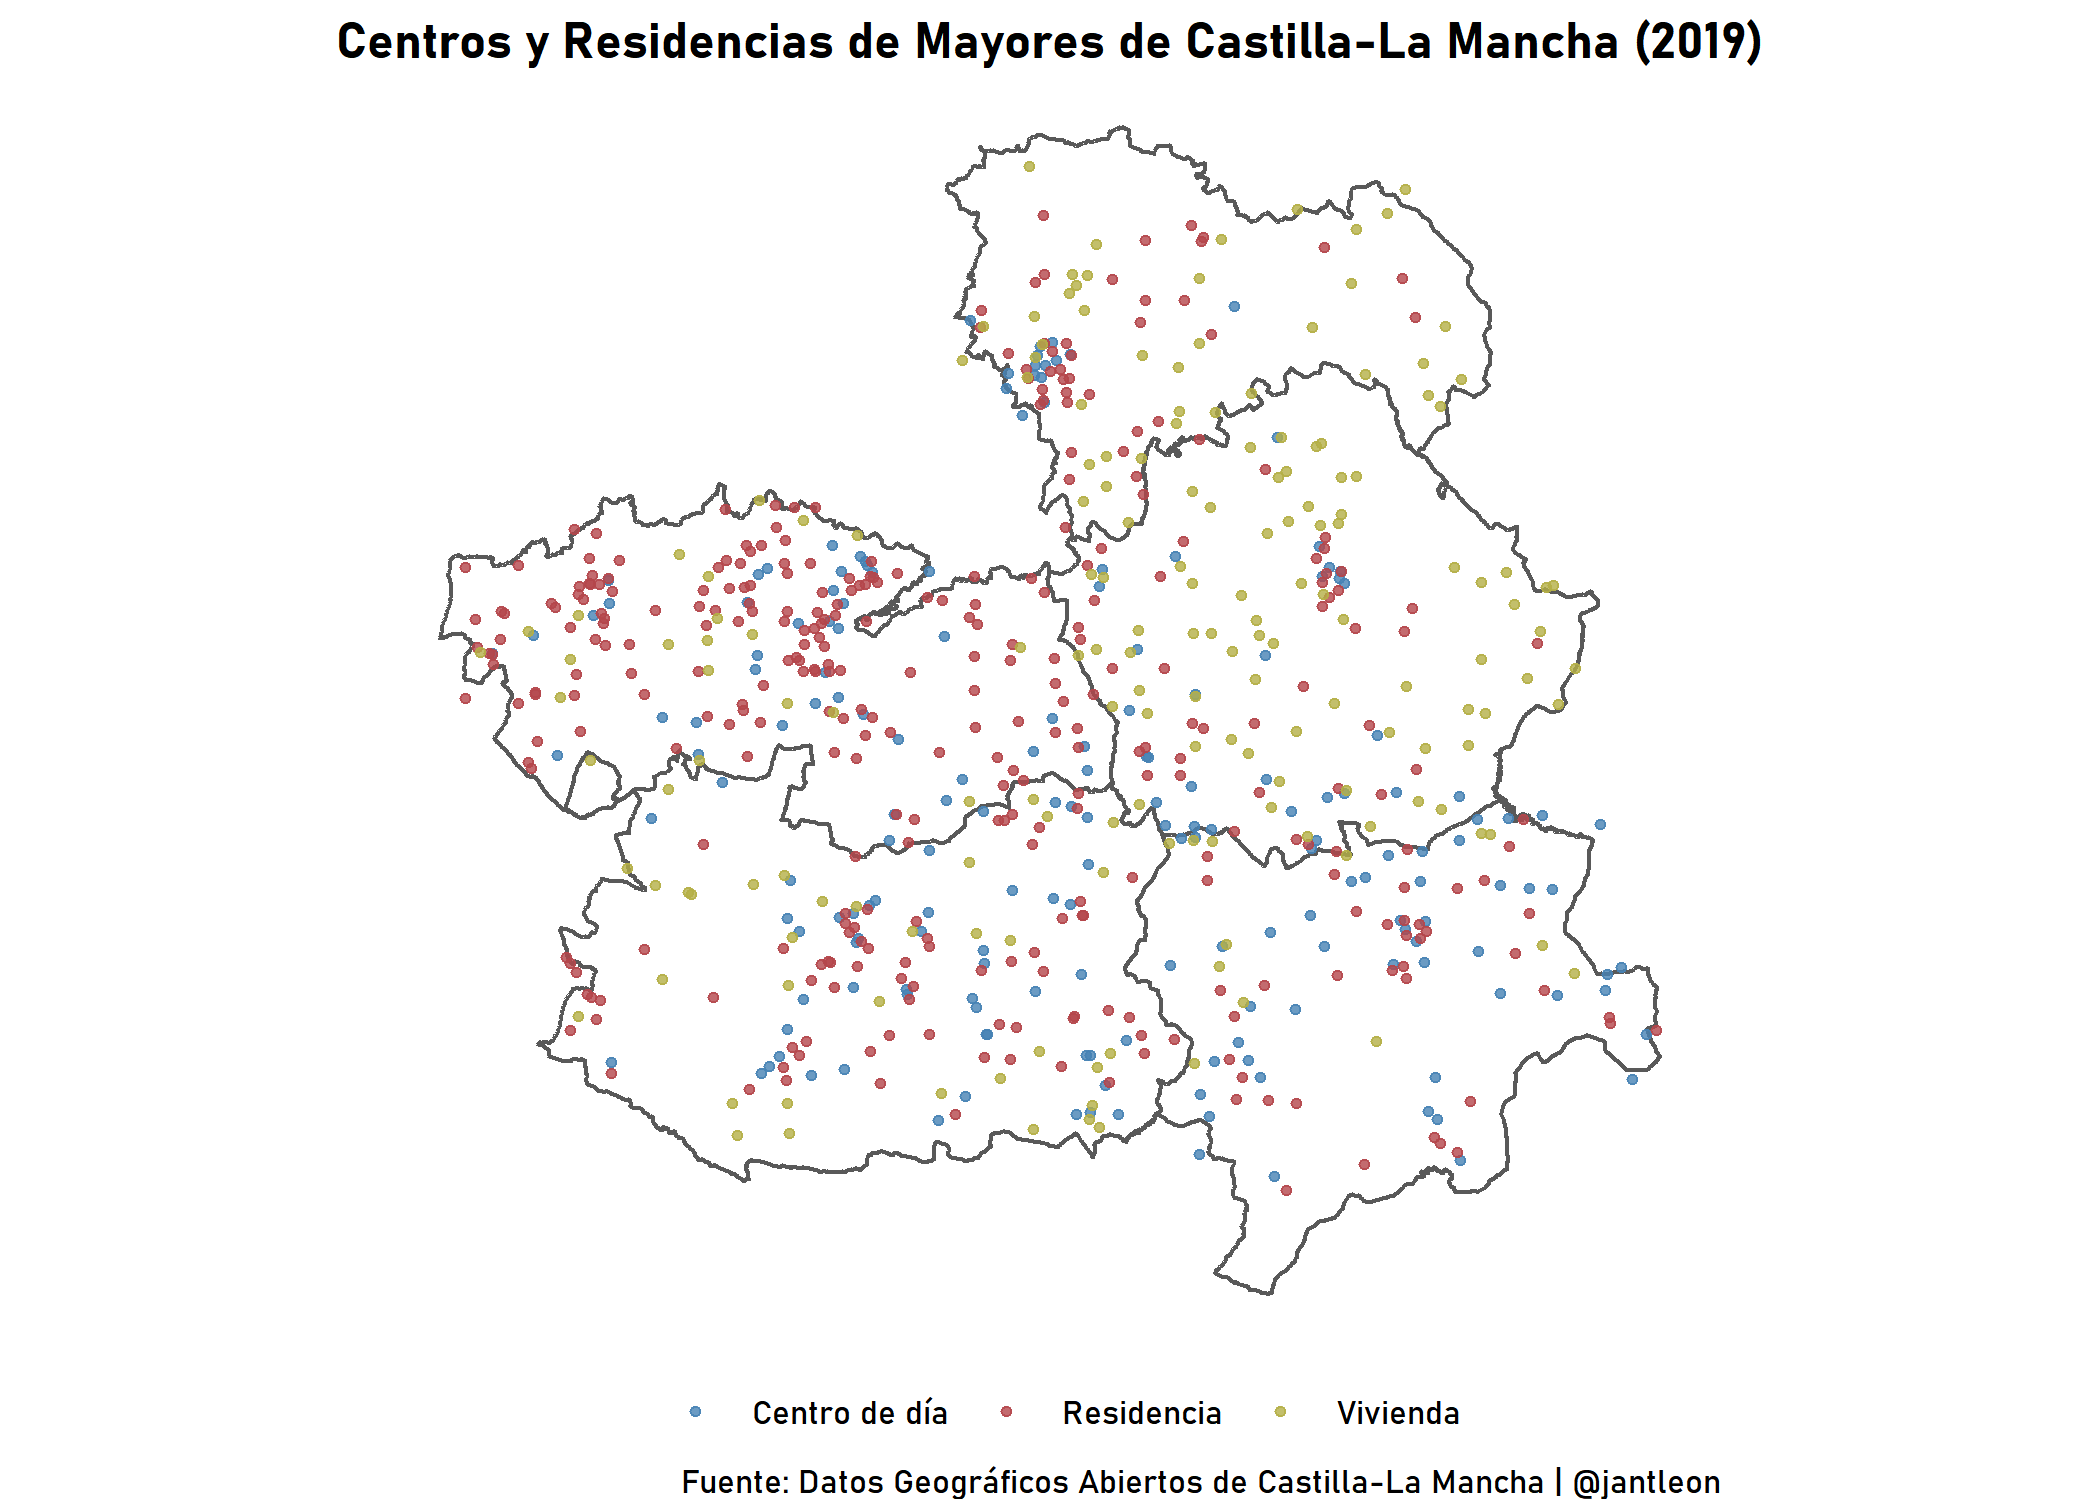 Centros y Residencias de Mayores de Castilla-La Mancha (2019)
Centro de día Residencia Vivienda
Fuente: Datos Geográficos Abiertos de Castilla-La Mancha | @jantleon